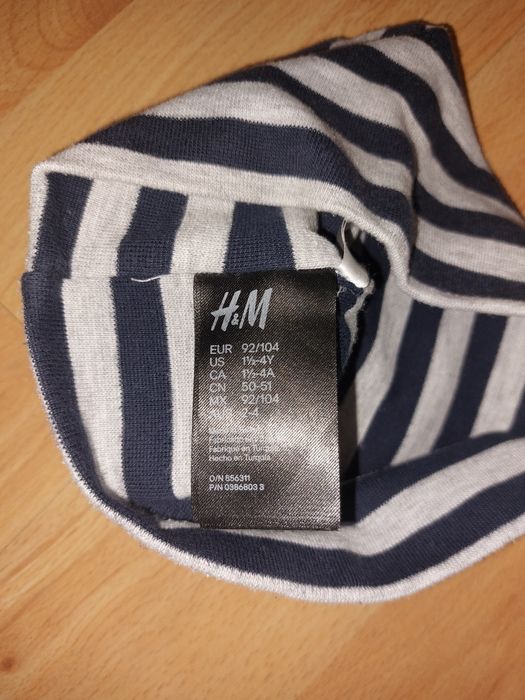 H&M
EUR 92/104
US 1½-4Y
CA 1½-4A
CN 50-51
MX 92/104
2-4
Fabriqué en Turquie
Hecho en Turquía
O/N 856311
P/N 0386803 3